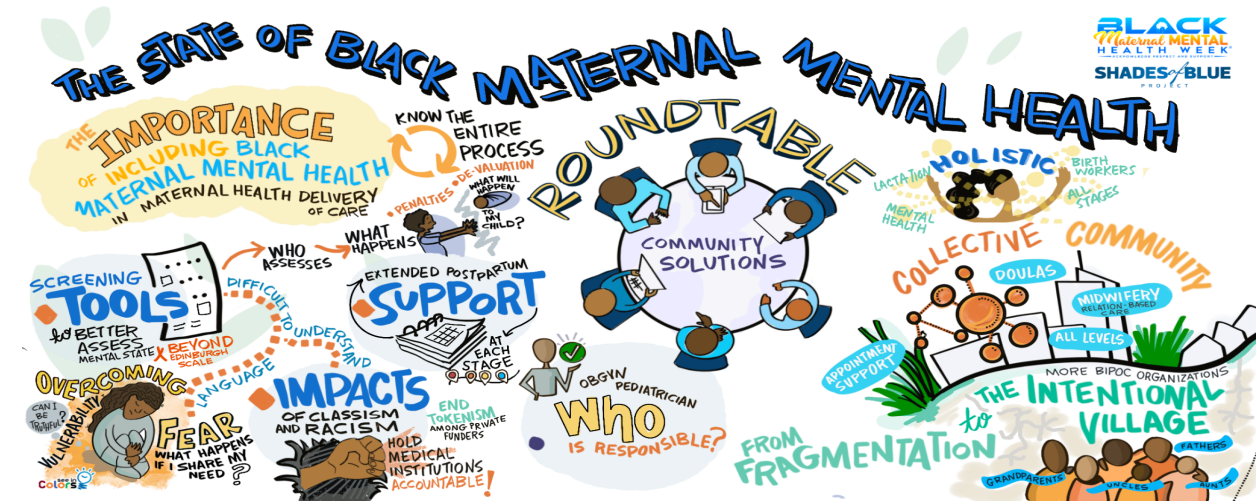 THE STATE OF BLACK MATERNAL MENTAL HEALTH
BLACK
Maternal MENTAL
HEALTH WEEK
ACKNOWLEDGE PROTECT AND SUPPORT
SHADES of BLUE
PROJECT
THE
IMPORTANCE
OF INCLUDING BLACK
MATERNAL MENTAL HEALTH
IN MATERNAL HEALTH DELIVERY
OF CARE
KNOW THE
ENTIRE
PROCESS
• PENALTIES • DE-VALUATION
WHAT
HAPPENS
WHAT WILL
HAPPEN
TO
MY
CHILD?
WHO
ASSESSES
SCREENING
TOOLS
to BETTER
ASSESS
MENTAL STATE
BEYOND
EDINBURGH
SCALE
DIFFICULT TO UNDERSTAND
LANGUAGE
EXTENDED POSTPARTUM
SUPPORT
AT
EACH
STAGE
OVERCOMING
VULNERABILITY
FEAR
CAN I
BE
TRUTHFUL?
WHAT HAPPENS
IF I SHARE MY
NEED?
see in
Colors
IMPACTS
OF CLASSISM
AND RACISM
END
TOKENISM
AMONG PRIVATE
FUNDERS
HOLD
MEDICAL
INSTITUTIONS
ACCOUNTABLE!
ROUNDTABLE
COMMUNITY
SOLUTIONS
OBGYN
PEDIATRICIAN
WHO
IS RESPONSIBLE?
HOLISTIC
LACTATION
BIRTH
WORKERS
MENTAL
HEALTH
ALL
STAGES
COLLECTIVE COMMUNITY
DOULAS
MIDWIFERY
RELATION-BASED
CARE
ALL LEVELS
APPOINTMENT
SUPPORT
MORE BIPOC ORGANIZATIONS
FROM
FRAGMENTATION
to
THE INTENTIONAL
VILLAGE
GRANDPARENTS
UNCLES
FATHERS
AUNTS